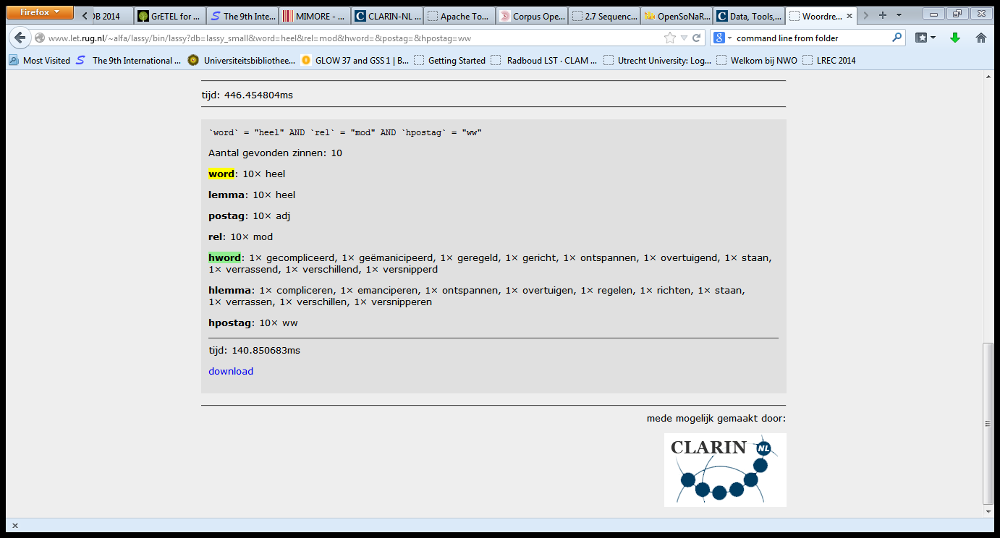 Firefox
DB 2014
GrETEL for ...
The 9th Inte...
MIMORE - ...
CLARIN-NL ...
Apache To...
Corpus Ope...
2.7 Sequenc...
OpenSoNaR...
Data, Tools,...
Woordre...
www.let.rug.nl/~alfa/lassy/bin/lassy?db=lassy_small&word=heel&rel=mod&hword=&postag=&hpostag=ww
command line from folder
Most Visited
The 9th International ...
Universiteitsbibliothee...
GLOW 37 and GSS 1 | B...
Getting Started
Radboud LST · CLAM ...
Utrecht University: Log...
Welkom bij NWO
LREC 2014
tijd: 446.454804ms
`word` = "heel" AND `rel` = "mod" AND `hpostag` = "ww"
Aantal gevonden zinnen: 10
word: 10× heel
lemma: 10× heel
postag: 10× adj
rel: 10× mod
hword: 1× gecompliceerd, 1× geëmanicipeerd, 1× geregeld, 1× gericht, 1× ontspannen, 1× overtuigend, 1× staan,
1× verrassend, 1× verschillend, 1× versnipperd
hlemma: 1× compliceren, 1× emanciperen, 1× ontspannen, 1× overtuigen, 1× regelen, 1× richten, 1× staan,
1× verrassen, 1× verschillen, 1× versnipperen
hpostag: 10× ww
tijd: 140.850683ms
download
mede mogelijk gemaakt door:
CLARIN NL